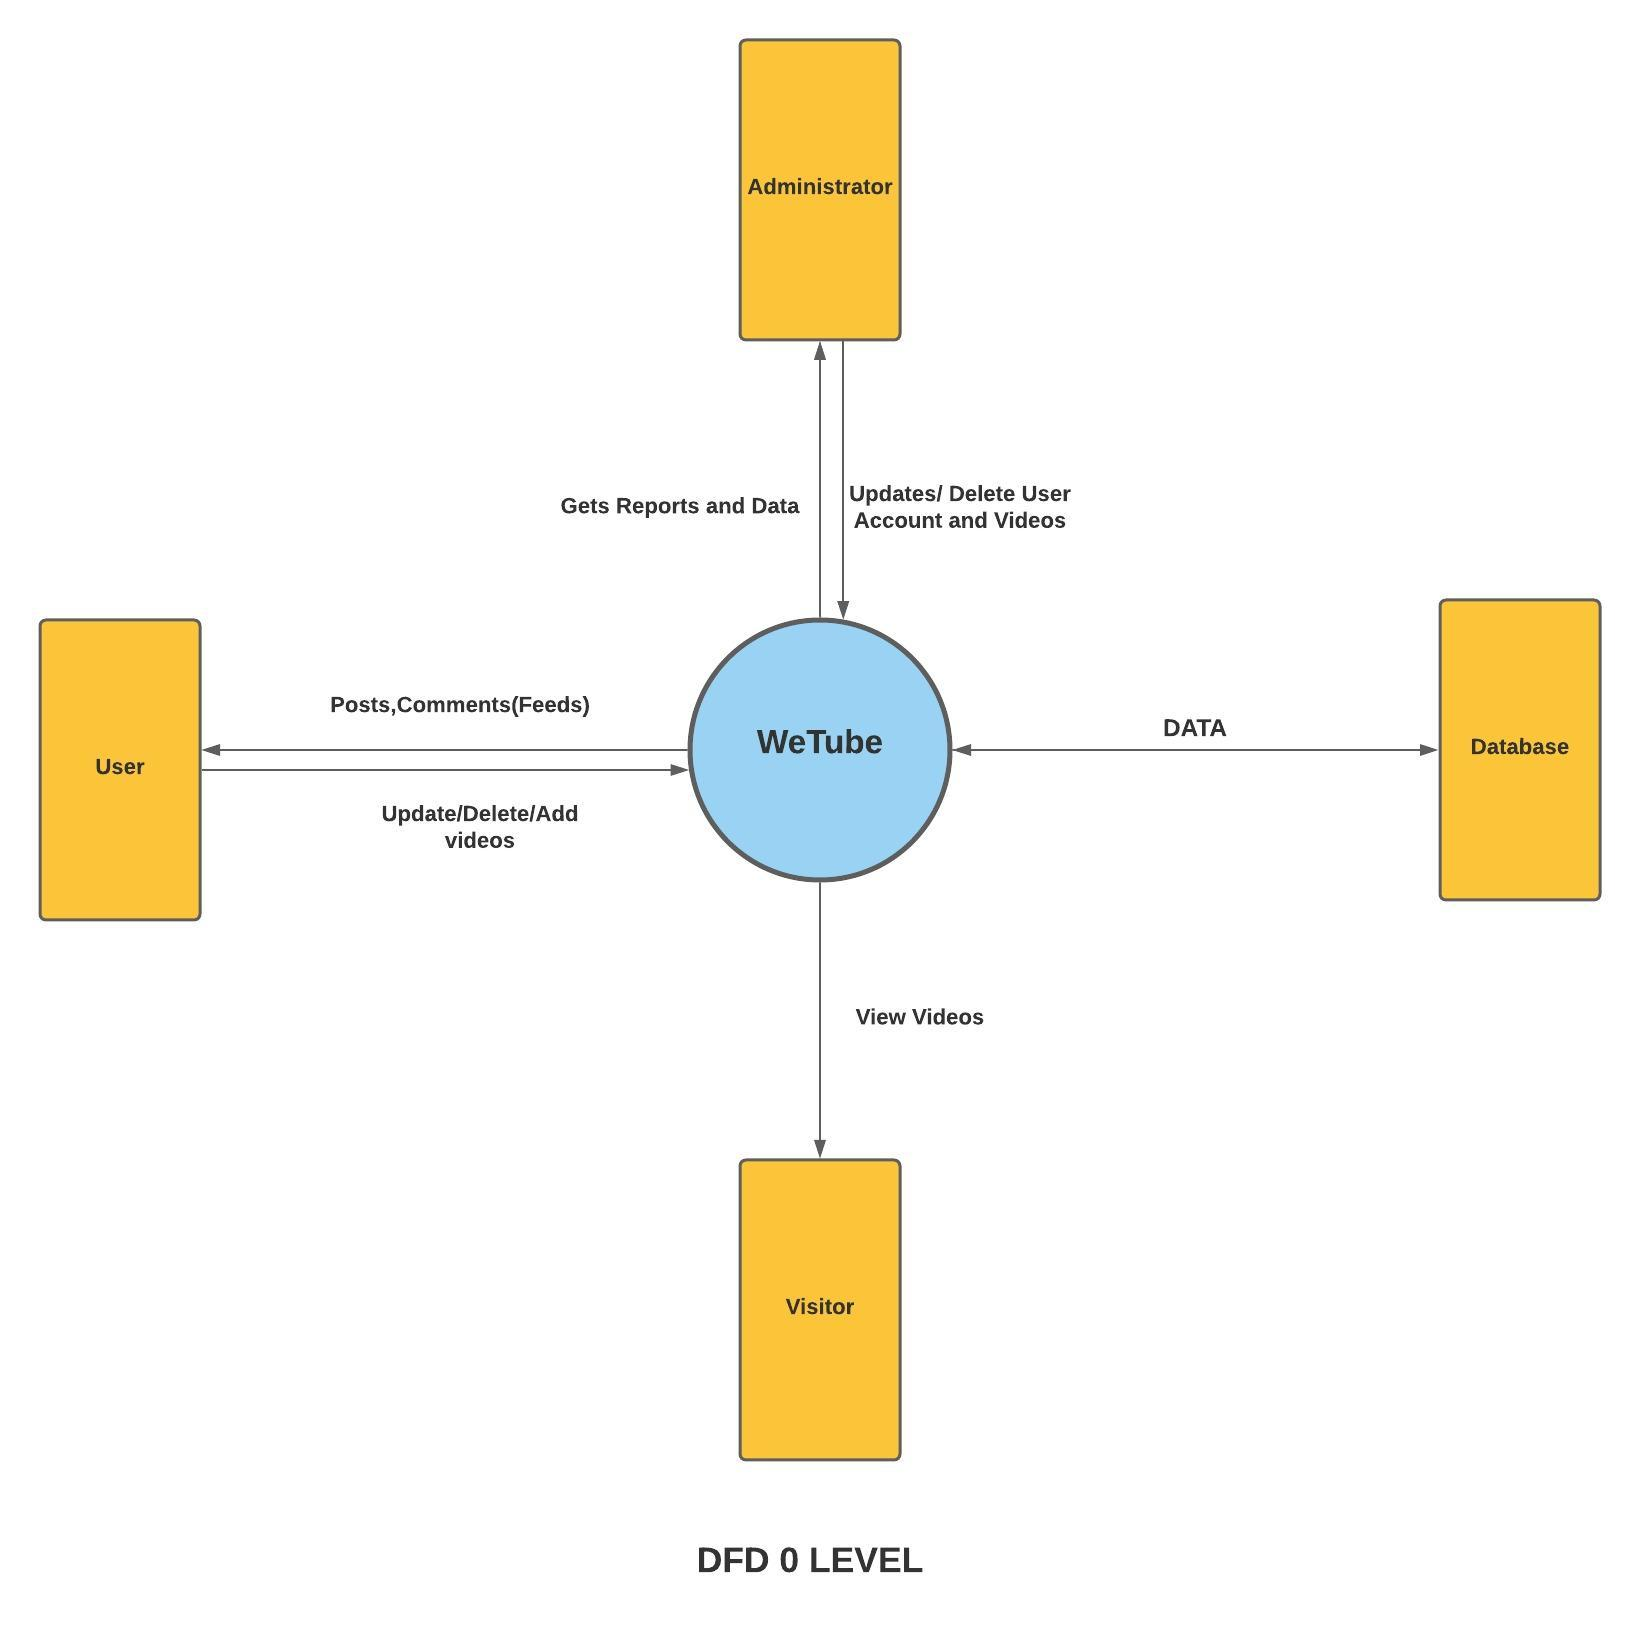 Administrator
Gets Reports and Data
Updates/ Delete User
Account and Videos
Posts,Comments(Feeds)
User
Update/Delete/Add
videos
WeTube
DATA
Database
View Videos
Visitor
DFD 0 LEVEL